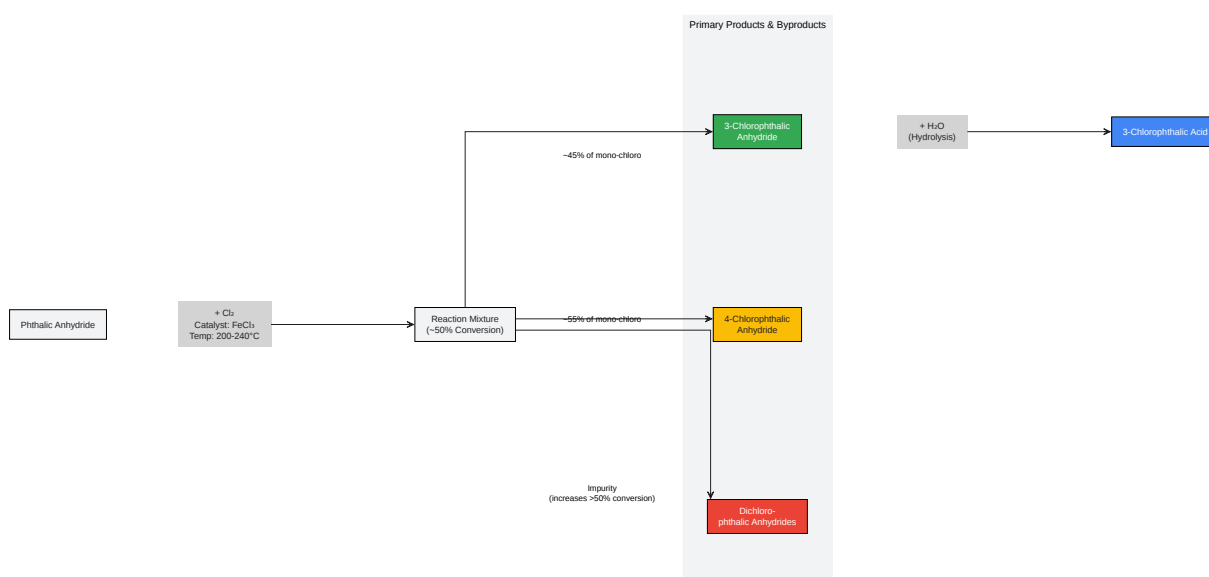 Primary Products & Byproducts
3-Chlorophthalic
Anhydride
+ H₂O
(Hydrolysis)
3-Chlorophthalic Acid
~45% of mono-chloro
+ Cl₂
Catalyst: FeCl₃
Temp: 200-240°C
Phthalic Anhydride
Reaction Mixture
(~50% Conversion)
~55% of mono-chloro
4-Chlorophthalic
Anhydride
Impurity
(increases >50% conversion)
Dichloro-
phthalic Anhydrides